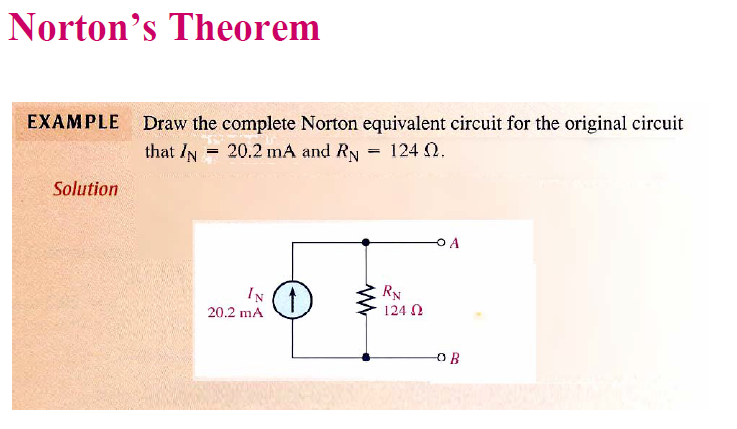 Norton's Theorem
EXAMPLE Draw the complete Norton equivalent circuit for the original circuit
that IN = 20.2 mA and RN = 124 Ω.
Solution
A
IN
20.2 mA
RN
124 Ω
B